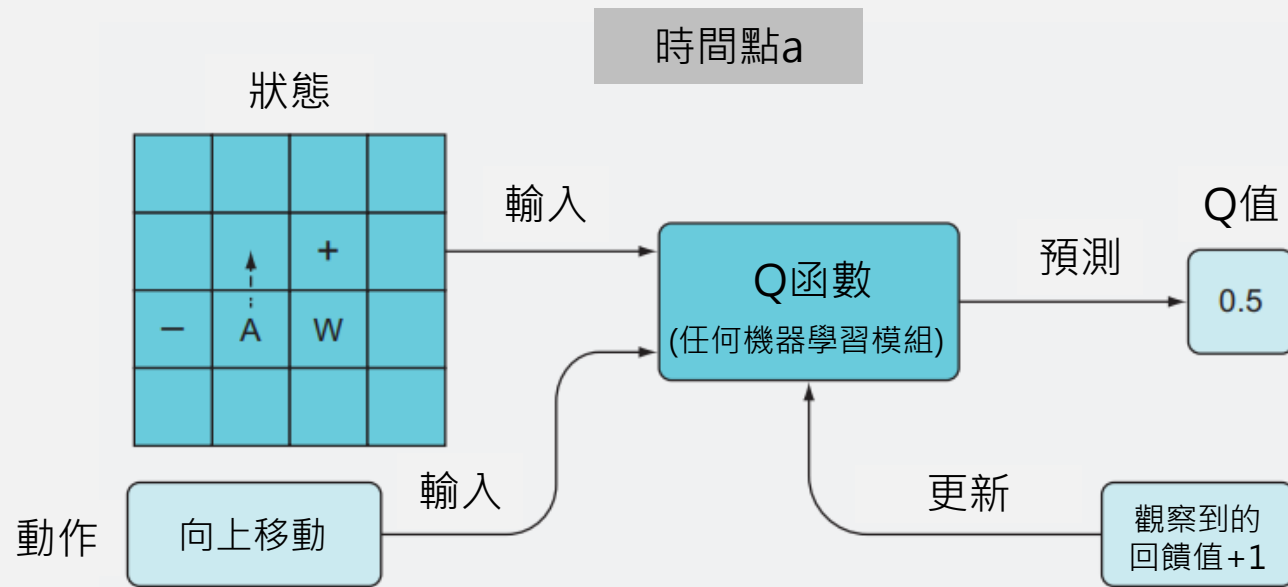 時間點a
狀態
輸入
Q值
+
Q函數
預測
0.5
− A W
(任何機器學習模組)
輸入
更新
動作
向上移動
觀察到的
回饋值+1